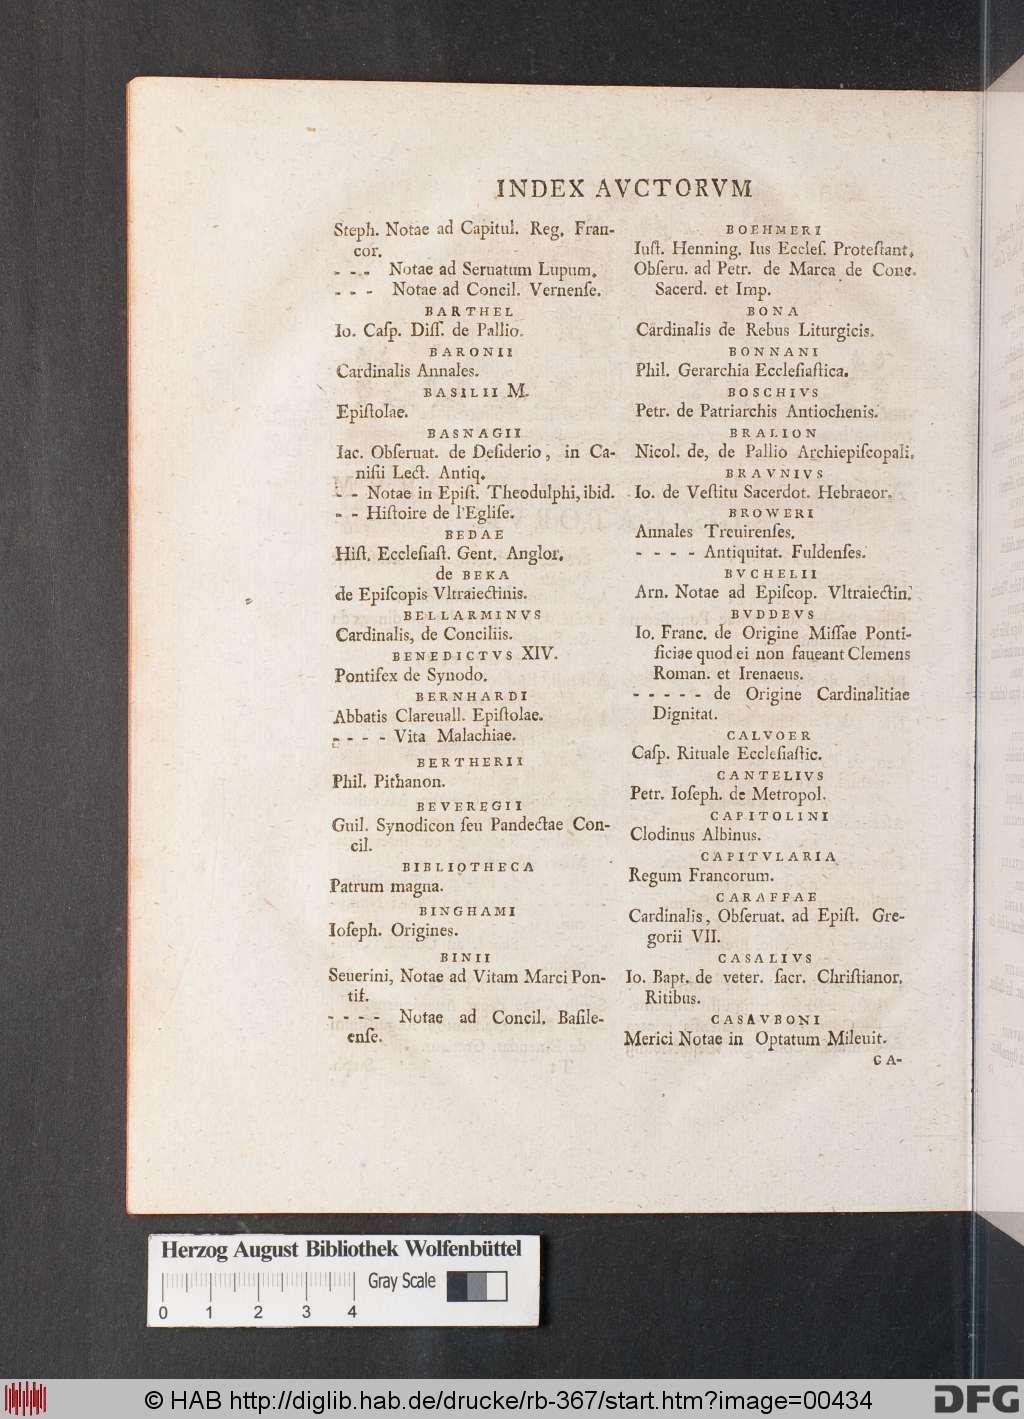 INDEX AVCTORVM
Steph. Notae ad Capitul. Reg. Fran-
cor.
- - - Notae ad Seruatum Lupum.
- - - Notae ad Concil. Vernenſe.
BARTHEL
Io. Caſp. Diſſ. de Pallio.
BARONII
Cardinalis Annales.
BASILII M.
Epiſtolae.
BASNAGII
Iac. Obſeruat. de Deſiderio, in Ca-
niſii Lect. Antiq.
- - Notae in Epiſt. Theodulphi, ibid.
- - Hiſtoire de l'Egliſe.
BEDAE
Hiſt. Eccleſiaſt. Gent. Anglor.
de BEKA
de Epiſcopis Vltraiectinis.
BELLARMINVS
Cardinalis, de Conciliis.
BENEDICTVS XIV.
Pontifex de Synodo.
BERNHARDI
Abbatis Clareuall. Epiſtolae.
- - - - Vita Malachiae.
BERTHERII
Phil. Pithanon.
BEVEREGII
Guil. Synodicon ſeu Pandectae Con-
cil.
BIBLIOTHECA
Patrum magna.
BINGHAMI
Ioſeph. Origines.
BINII
Seuerini, Notae ad Vitam Marci Pon-
tif.
- - - - Notae ad Concil. Baſile-
enſe.
BOEHMERI
Iuſt. Henning. Ius Eccleſ. Proteſtant.
Obſeru. ad Petr. de Marca de Conc.
Sacerd. et Imp.
BONA
Cardinalis de Rebus Liturgicis.
BONNANI
Phil. Gerarchia Eccleſiaſtica.
BOSCHIVS
Petr. de Patriarchis Antiochenis.
BRALION
Nicol. de, de Pallio Archiepiſcopali.
BRAVNIVS
Io. de Veſtitu Sacerdot. Hebraeor.
BROWERI
Annales Treuirenſes.
- - - - Antiquitat. Fuldenſes.
BVCHELII
Arn. Notae ad Epiſcop. Vltraiectin.
BVDDEVS
Io. Franc. de Origine Miſſae Ponti-
ficiae quod ei non faueant Clemens
Roman. et Irenaeus.
- - - - - de Origine Cardinalitiae
Dignitat.
CALVOER
Caſp. Rituale Eccleſiaſtic.
CANTELIVS
Petr. Ioſeph. de Metropol.
CAPITOLINI
Clodinus Albinus.
CAPITVLARIA
Regum Francorum.
CARAFFAE
Cardinalis, Obſeruat. ad Epiſt. Gre-
gorii VII.
CASALIVS
Io. Bapt. de veter. ſacr. Chriſtianor.
Ritibus.
CASAVBONI
Merici Notae in Optatum Mileuit.
CA-
Herzog August Bibliothek Wolfenbüttel
Gray Scale
0 1 2 3 4
© HAB http://diglib.hab.de/drucke/rb-367/start.htm?image=00434
DFG